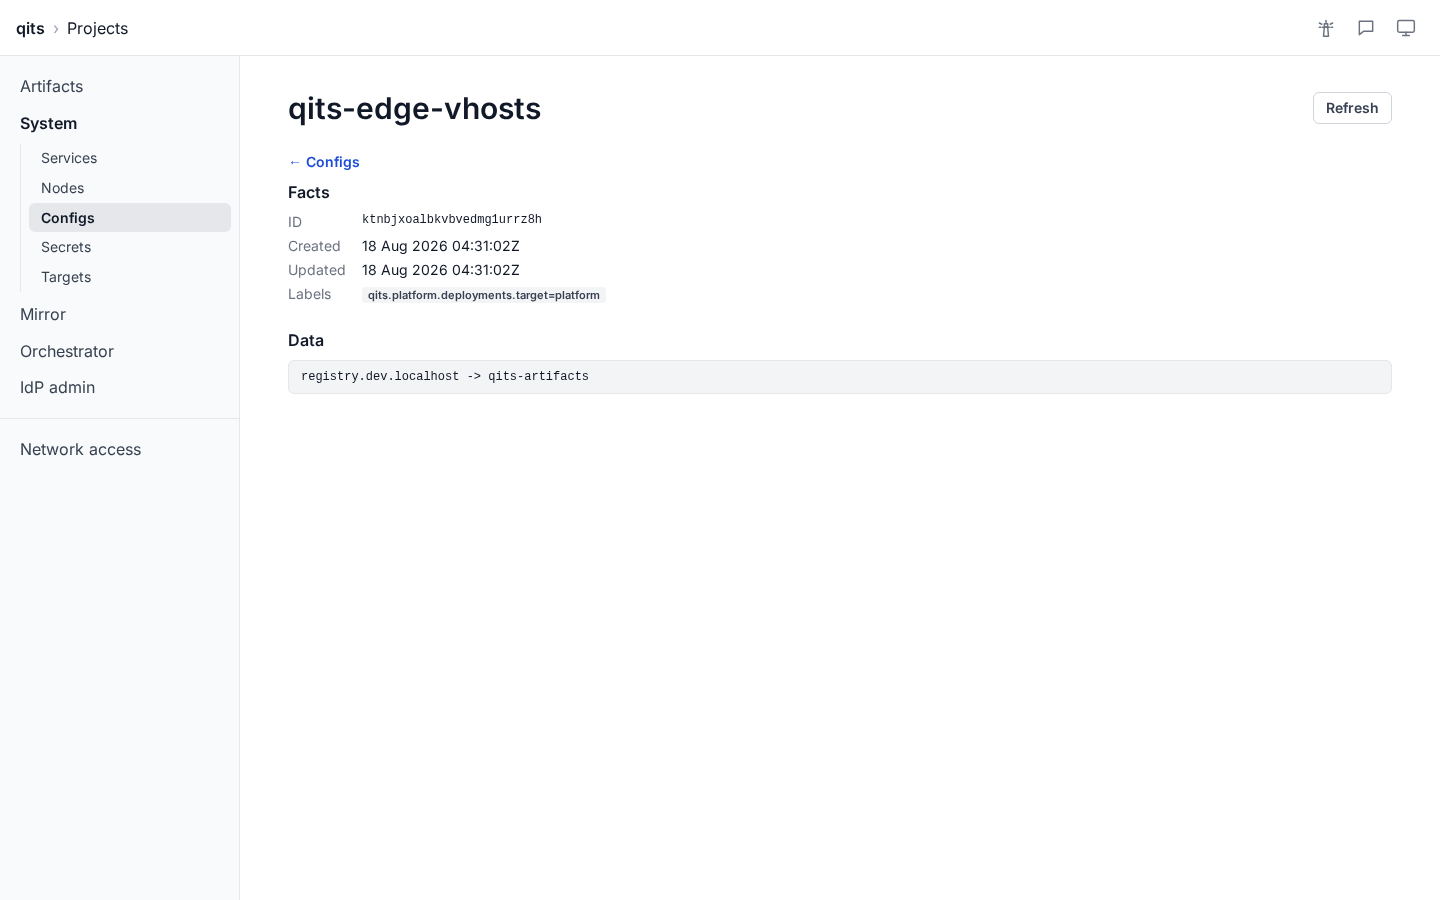 qits › Projects
Artifacts
System
Services
Nodes
Configs
Secrets
Targets
Mirror
Orchestrator
IdP admin
Network access
qits-edge-vhosts
Refresh
← Configs
Facts
ID ktnbjxoalbkvbvedmg1urrz8h
Created 18 Aug 2026 04:31:02Z
Updated 18 Aug 2026 04:31:02Z
Labels qits.platform.deployments.target=platform
Data
registry.dev.localhost -> qits-artifacts